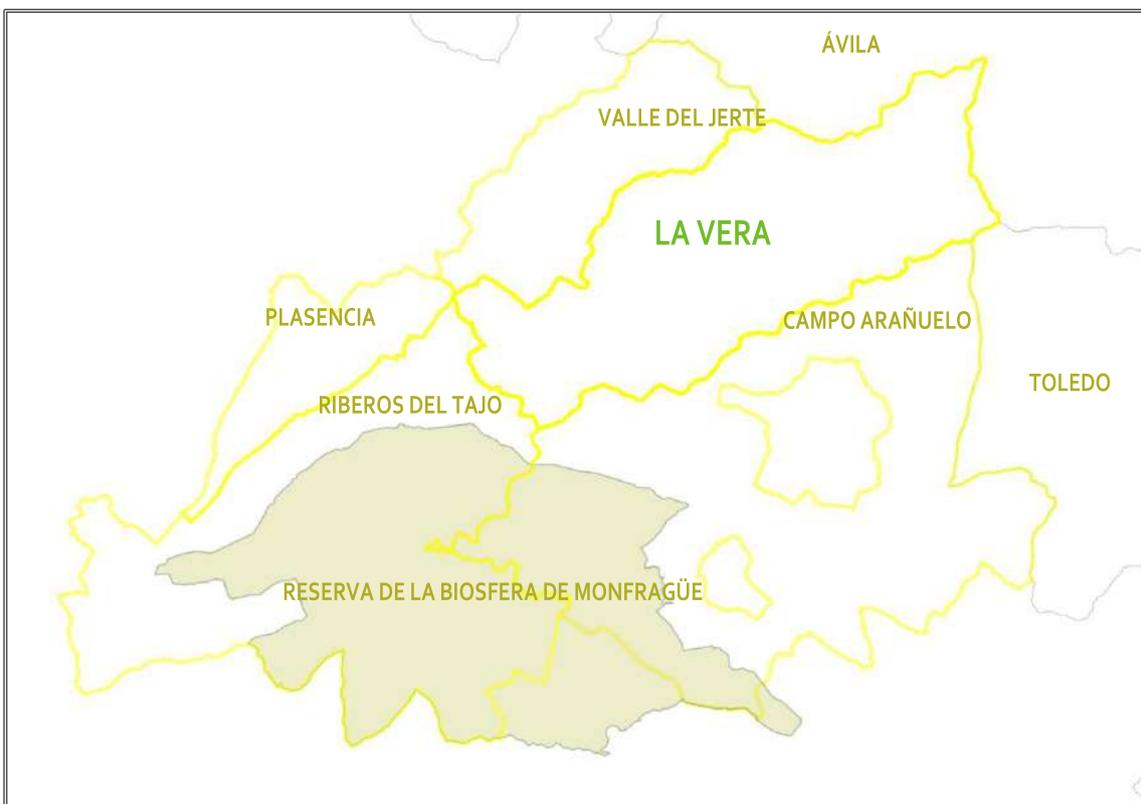 ÁVILA
VALLE DEL JERTE
LA VERA
PLASENCIA
CAMPO ARAÑUELO
TOLEDO
RIBEROS DEL TAJO
RESERVA DE LA BIOSFERA DE MONFRAGÜE